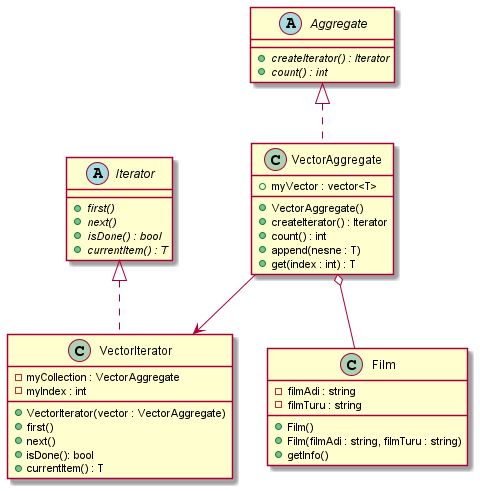 A Aggregate
createIterator() : Iterator
count() : int
C VectorAggregate
myVector : vector<T>
VectorAggregate()
createIterator() : Iterator
count() : int
append(nesne : T)
get(index : int) : T
A Iterator
first()
next()
isDone() : bool
currentItem() : T
C VectorIterator
myCollection : VectorAggregate
myIndex : int
VectorIterator(vector : VectorAggregate)
first()
next()
isDone(): bool
currentItem() : T
C Film
filmAdi : string
filmTuru : string
Film()
Film(filmAdi : string, filmTuru : string)
getInfo()